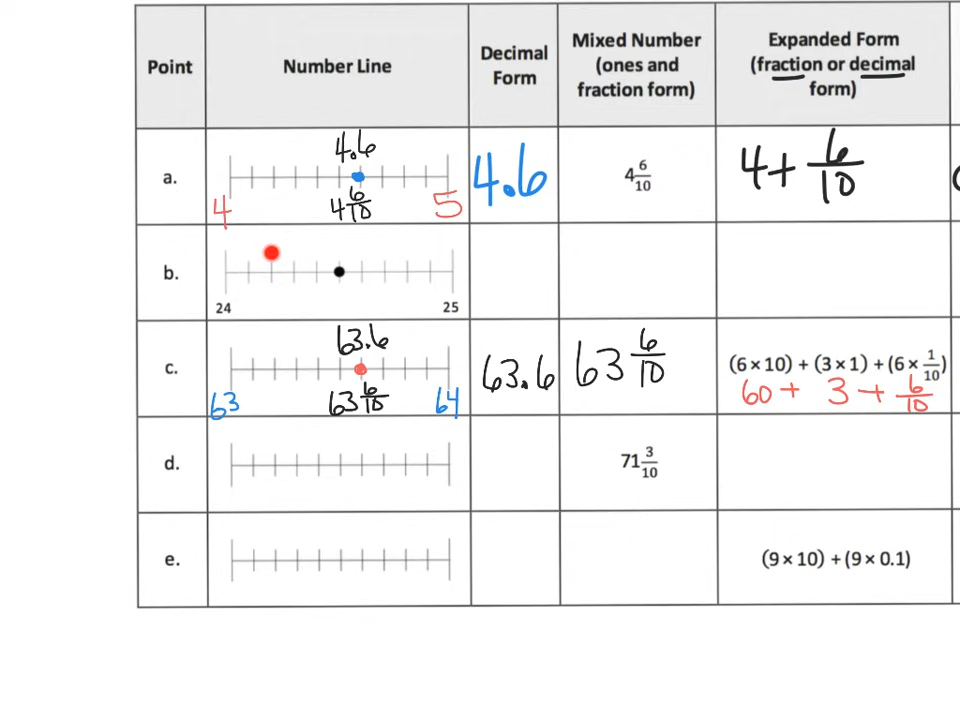 Point
Number Line
Decimal
Form
Mixed Number
(ones and
fraction form)
Expanded Form
(fraction or decimal
form)
a.
4.6
4 6/10
4
5
4.6
4 6/10
4 + 6/10
b.
24
25
c.
63.6
63 6/10
63
64
63.6
63 6/10
(6 × 10) + (3 × 1) + (6 × 1/10)
60 + 3 + 6/10
d.
71 3/10
e.
(9 × 10) + (9 × 0.1)